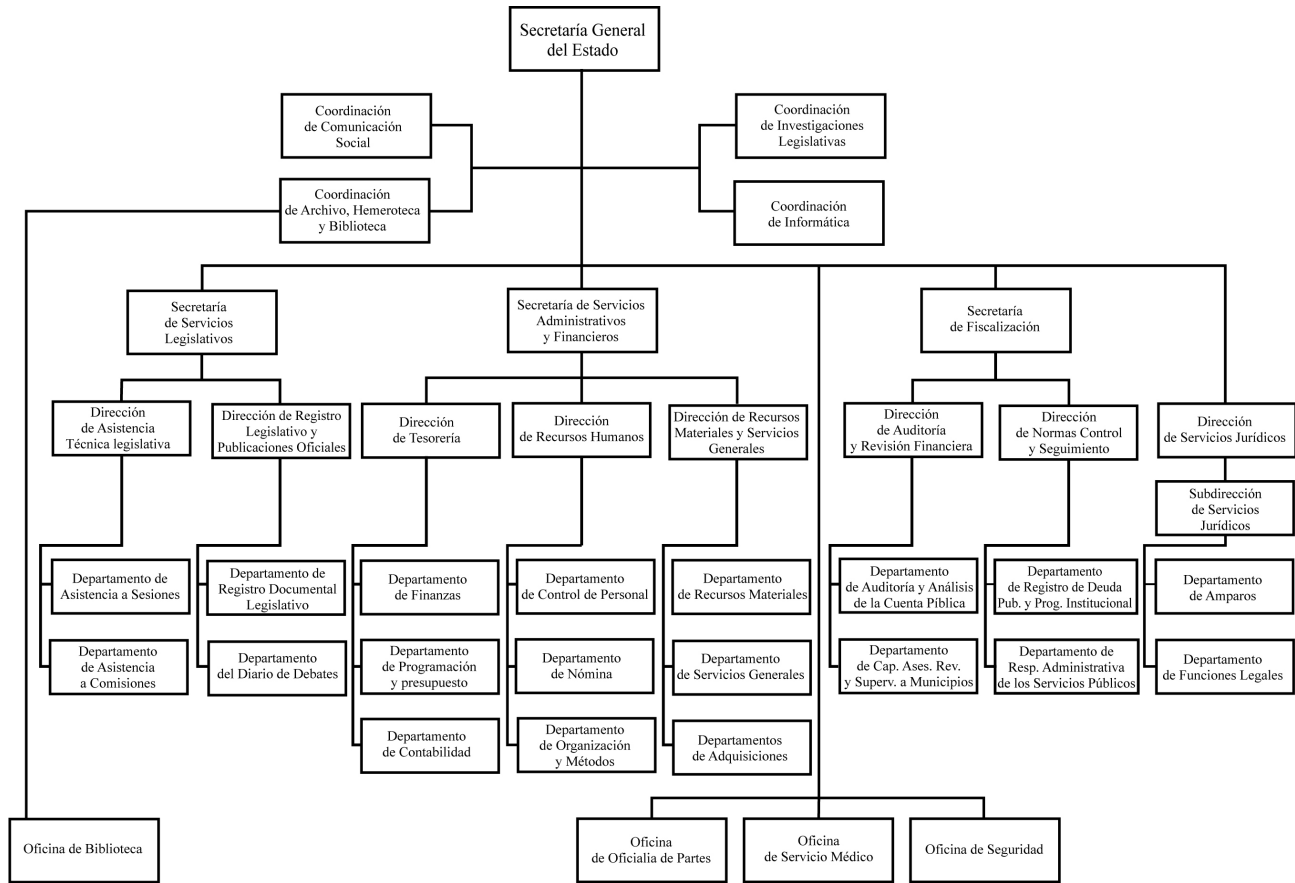 Secretaría General
del Estado
Coordinación
de Comunicación
Social
Coordinación
de Investigaciones
Legislativas
Coordinación
de Archivo, Hemeroteca
y Biblioteca
Coordinación
de Informática
Secretaría
de Servicios
Legislativos
Secretaría de Servicios
Administrativos
y Financieros
Secretaría
de Fiscalización
Dirección
de Asistencia
Técnica legislativa
Dirección de Registro
Legislativo y
Publicaciones Oficiales
Dirección
de Tesorería
Dirección
de Recursos Humanos
Dirección de Recursos
Materiales y Servicios
Generales
Dirección
de Auditoría
y Revisión Financiera
Dirección
de Normas Control
y Seguimiento
Dirección
de Servicios Jurídicos
Subdirección
de Servicios
Jurídicos
Departamento de
Asistencia a Sesiones
Departamento de
Registro Documental
Legislativo
Departamento
de Finanzas
Departamento
de Control de Personal
Departamento
de Recursos Materiales
Departamento
de Auditoría y Análisis
de la Cuenta Píblica
Departamento
de Registro de Deuda
Pub. y Prog. Institucional
Departamento
de Amparos
Departamento
de Asistencia
a Comisiones
Departamento
del Diario de Debates
Departamento
de Programación
y presupuesto
Departamento
de Nómina
Departamento
de Servicios Generales
Departamento
de Cap. Ases. Rev.
y Superv. a Municipios
Departamento de
Resp. Administrativa
de los Servicios Públicos
Departamento
de Funciones Legales
Departamento
de Contabilidad
Departamento
de Organización
y Métodos
Departamentos
de Adquisiciones
Oficina de Biblioteca
Oficina
de Oficialia de Partes
Oficina
de Servicio Médico
Oficina de Seguridad